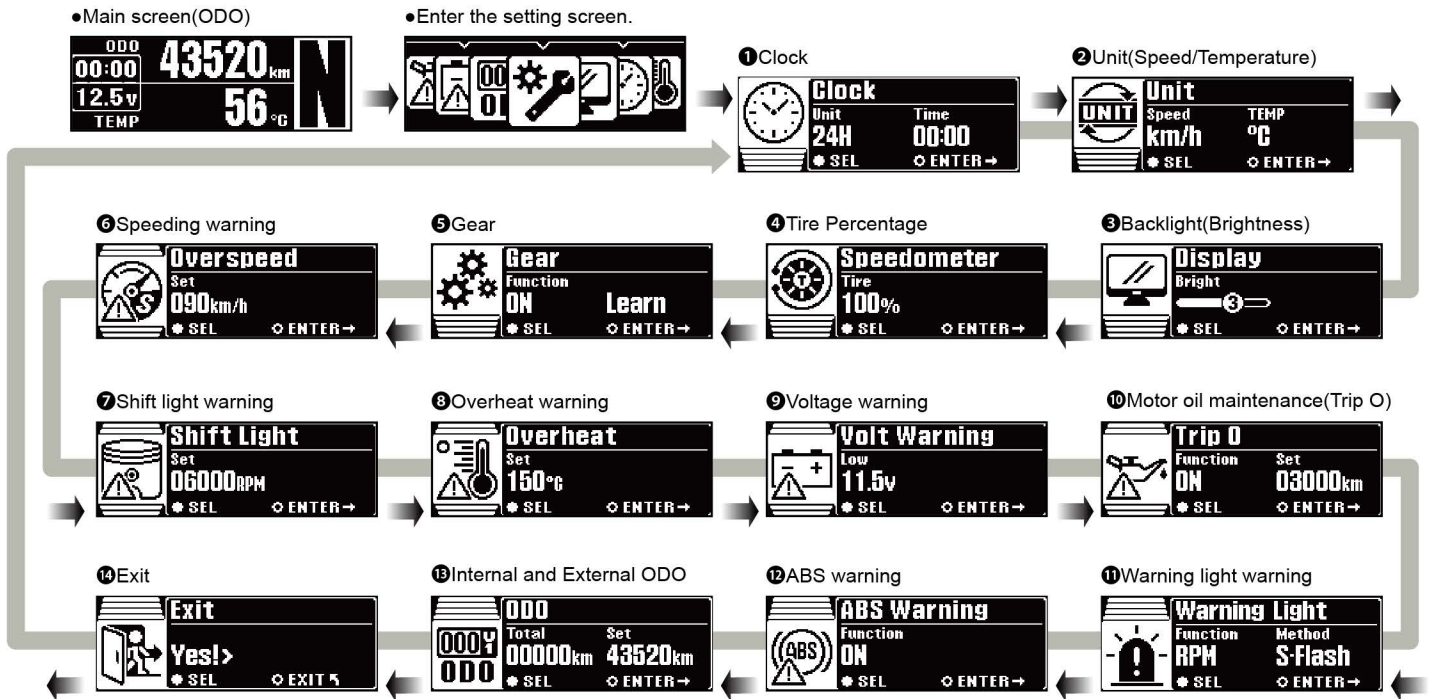 ●Main screen(ODO)
ODO
00:00
43520km
12.5v
TEMP
56°C
N
●Enter the setting screen.
❶Clock
Clock
Unit Time
24H 00:00
● SEL ✪ ENTER→
❷Unit(Speed/Temperature)
UNIT
Unit
Speed TEMP
km/h °C
● SEL ✪ ENTER→
❻Speeding warning
S
Overspeed
Set
090km/h
● SEL ✪ ENTER→
❺Gear
Gear
Function
ON Learn
● SEL ✪ ENTER→
❹Tire Percentage
T
Speedometer
Tire
100%
● SEL ✪ ENTER→
❸Backlight(Brightness)
Display
Bright
3
● SEL ✪ ENTER→
❼Shift light warning
Shift Light
Set
06000RPM
● SEL ✪ ENTER→
❽Overheat warning
Overheat
Set
150°C
● SEL ✪ ENTER→
❾Voltage warning
Volt Warning
Low
11.5v
● SEL ✪ ENTER→
❿Motor oil maintenance(Trip O)
Trip O
Function Set
ON 03000km
● SEL ✪ ENTER→
⓮Exit
Exit
Yes!>
● SEL ✪ EXIT ↰
⓭Internal and External ODO
ODO
ODO
Total Set
00000km 43520km
● SEL ✪ ENTER→
⓬ABS warning
ABS
ABS Warning
Function
ON
● SEL ✪ ENTER→
⓫Warning light warning
Warning Light
Function Method
RPM S-Flash
● SEL ✪ ENTER→